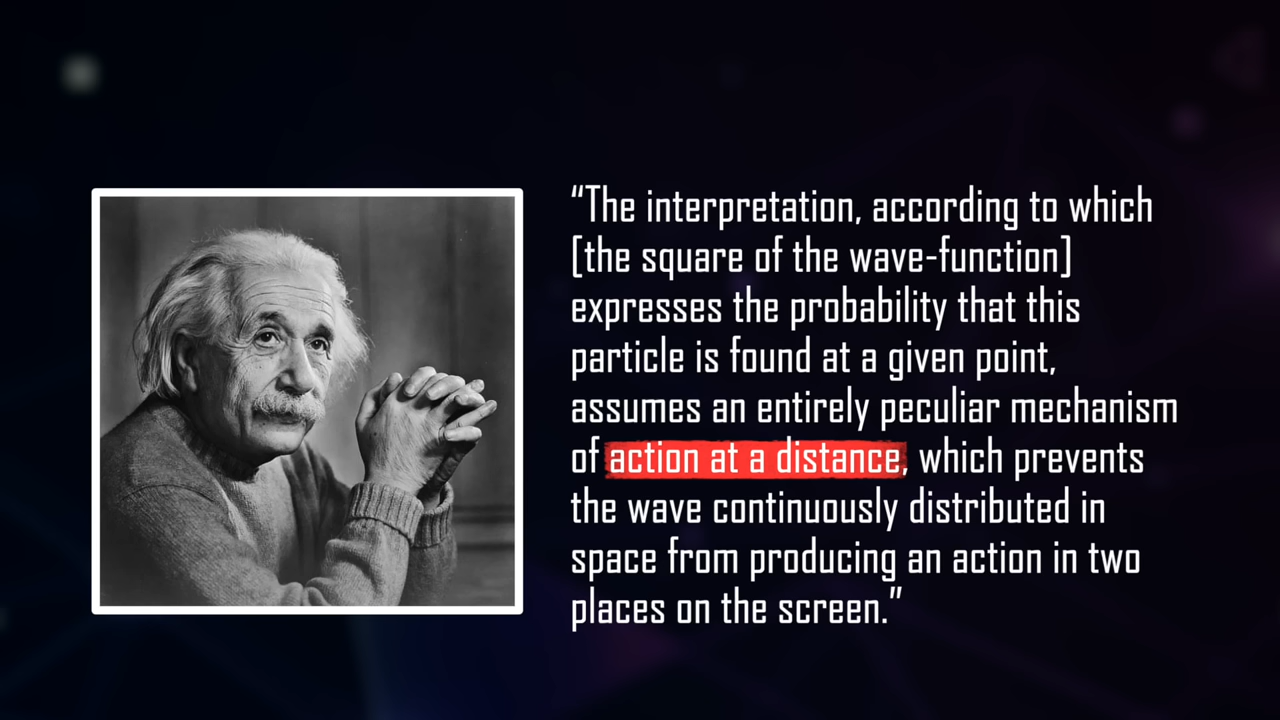 “The interpretation, according to which
[the square of the wave-function]
expresses the probability that this
particle is found at a given point,
assumes an entirely peculiar mechanism
of action at a distance, which prevents
the wave continuously distributed in
space from producing an action in two
places on the screen.”